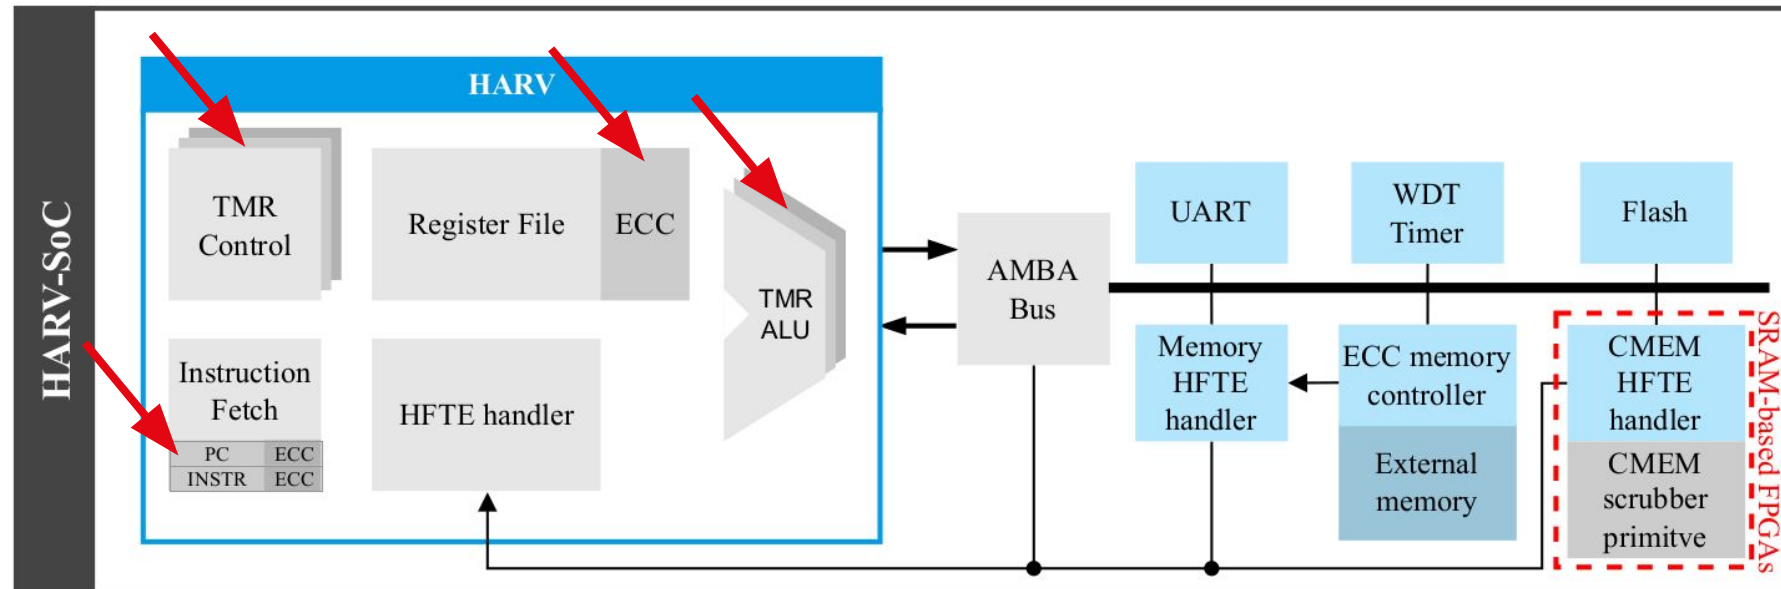 HARV-SoC
HARV
TMR
Control
Register File
ECC
TMR
ALU
Instruction
Fetch
PC
ECC
INSTR
ECC
HFTE handler
AMBA
Bus
UART
WDT
Timer
Flash
Memory
HFTE
handler
ECC memory
controller
External
memory
CMEM
HFTE
handler
CMEM
scrubber
primitve
SRAM-based FPGAs